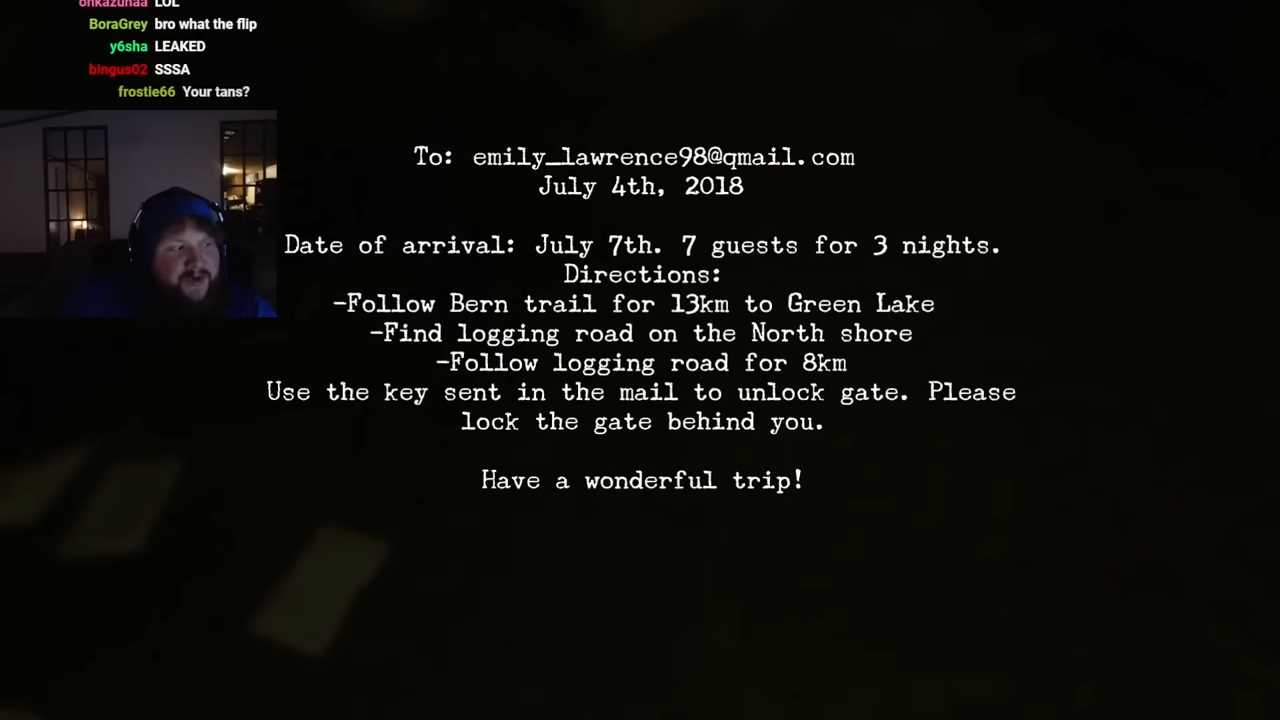 onkazunaa LOL
BoraGrey bro what the flip
y6sha LEAKED
bingus02 SSSA
frostie66 Your tans?
To: emily_lawrence98@qmail.com
July 4th, 2018
Date of arrival: July 7th. 7 guests for 3 nights.
Directions:
-Follow Bern trail for 13km to Green Lake
-Find logging road on the North shore
-Follow logging road for 8km
Use the key sent in the mail to unlock gate. Please
lock the gate behind you.
Have a wonderful trip!